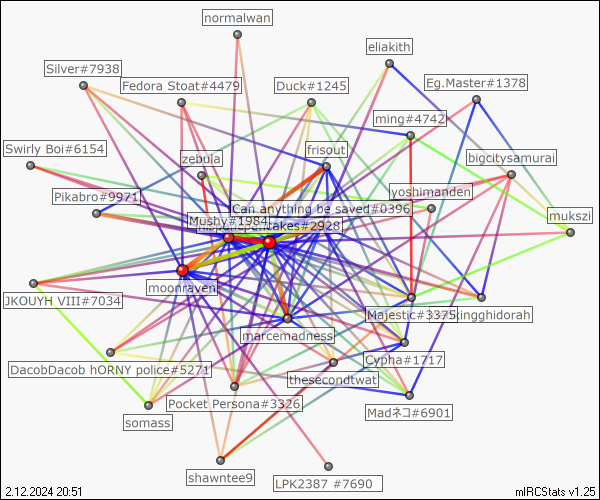 normalwan
eliakith
Silver#7938
Fedora Stoat#4479
Duck#1245
Eg.Master#1378
ming#4742
Swirly Boi#6154
zebula
frisout
bigcitysamurai
Pikabro#9971
yoshimanden
Can anything be saved#0396
Mushy#1984
takes#2928
mukszi
moonraven
JKOUYH VIII#7034
Majestic#3375
kingghidorah
marcemadness
Cypha#1717
DacobDacob hORNY police#5271
thesecondtwat
Pocket Persona#3326
Madネコ#6901
somass
shawntee9
LPK2387 #7690
2.12.2024 20:51
mIRCStats v1.25